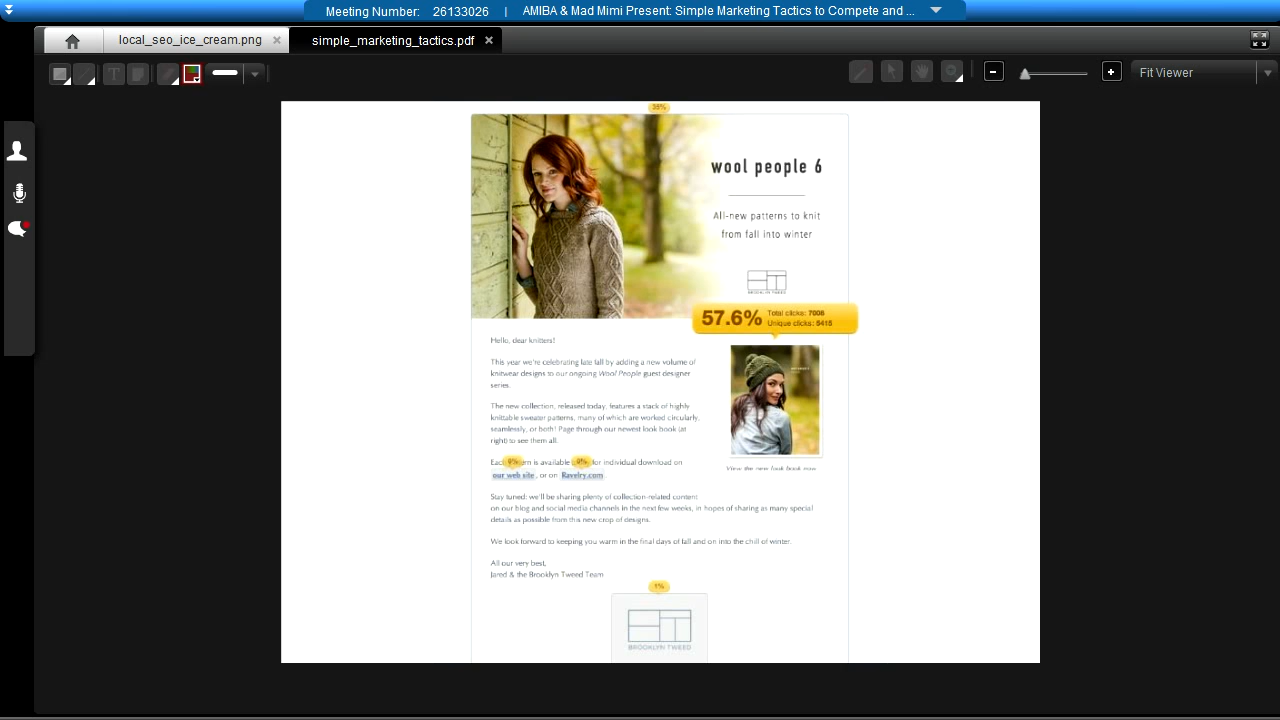 Meeting Number: 26133026 | AMIBA & Mad Mimi Present: Simple Marketing Tactics to Compete and ...
local_seo_ice_cream.png
simple_marketing_tactics.pdf
Fit Viewer
wool people 6
All-new patterns to knit
from fall into winter
BROOKLYN TWEED
57.6%
Total clicks: 7006
Unique clicks: 5415
Hello, dear knitters!
This year we're celebrating late fall by adding a new volume of
knitwear designs to our ongoing Wool People guest designer
series.
The new collection, released today, features a stack of highly
knittable sweater patterns, many of which are worked circularly,
seamlessly, or both! Page through our newest look book (at
right) to see them all.
View the new look book now
9%
9%
is available for individual download on
our web site, or on Ravelry.com
Stay tuned: we'll be sharing plenty of collection-related content
on our blog and social media channels in the next few weeks, in hopes of sharing as many special
details as possible from this new crop of designs.
We look forward to keeping you warm in the final days of fall and on into the chill of winter.
All our very best,
Jared & the Brooklyn Tweed Team
1%
BROOKLYN TWEED